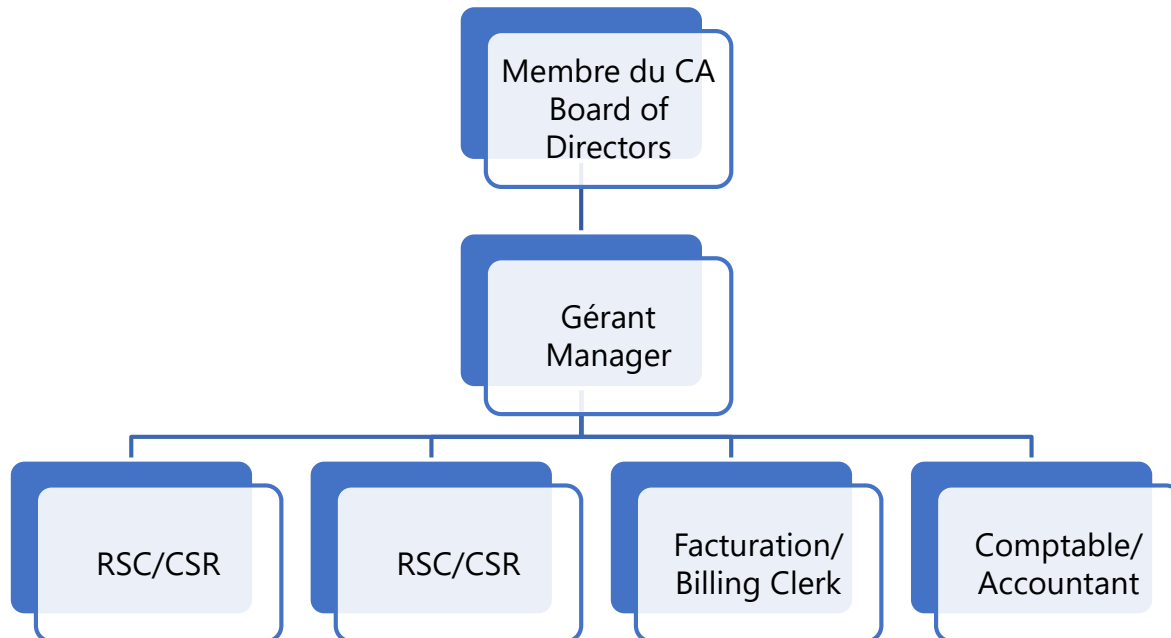 Membre du CA
Board of
Directors
Gérant
Manager
RSC/CSR
RSC/CSR
Facturation/
Billing Clerk
Comptable/
Accountant